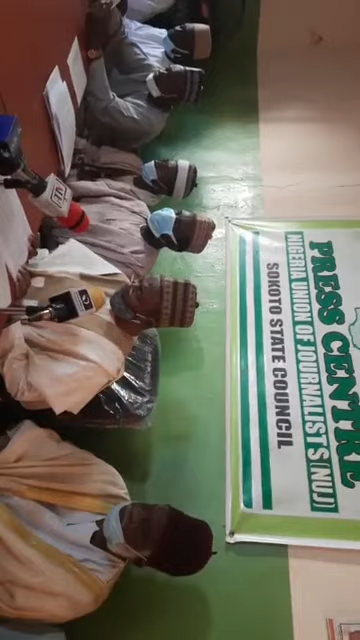 PRESS CENTRE
NIGERIA UNION OF JOURNALISTS (NUJ)
SOKOTO STATE COUNCIL